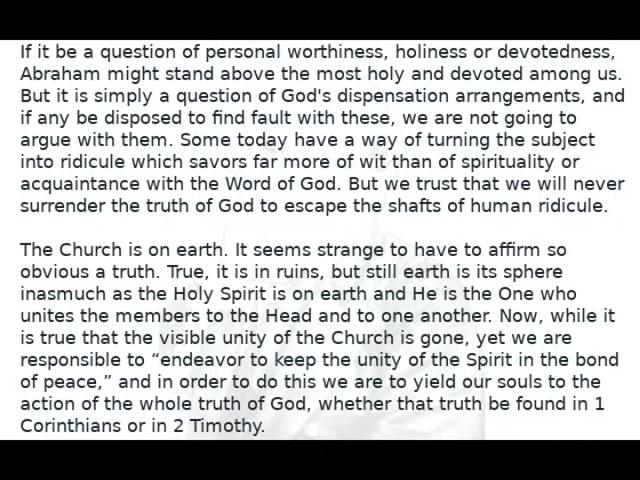 If it be a question of personal worthiness, holiness or devotedness,
Abraham might stand above the most holy and devoted among us.
But it is simply a question of God's dispensation arrangements, and
if any be disposed to find fault with these, we are not going to
argue with them. Some today have a way of turning the subject
into ridicule which savors far more of wit than of spirituality or
acquaintance with the Word of God. But we trust that we will never
surrender the truth of God to escape the shafts of human ridicule.

The Church is on earth. It seems strange to have to affirm so
obvious a truth. True, it is in ruins, but still earth is its sphere
inasmuch as the Holy Spirit is on earth and He is the One who
unites the members to the Head and to one another. Now, while it
is true that the visible unity of the Church is gone, yet we are
responsible to “endeavor to keep the unity of the Spirit in the bond
of peace,” and in order to do this we are to yield our souls to the
action of the whole truth of God, whether that truth be found in 1
Corinthians or in 2 Timothy.